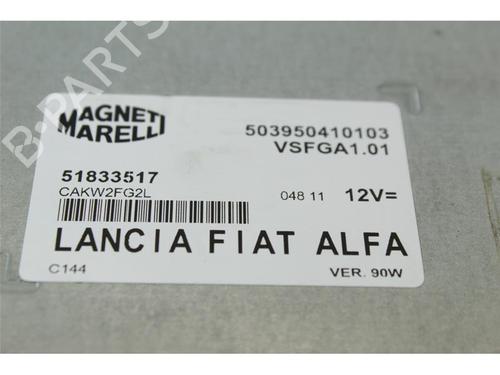 MAGNETI
MARELLI
503950410103
VSFGA1.01
51833517
CAKW2FG2L
048 11 12V=
LANCIA FIAT ALFA
C144 VER. 90W
B-PARTS